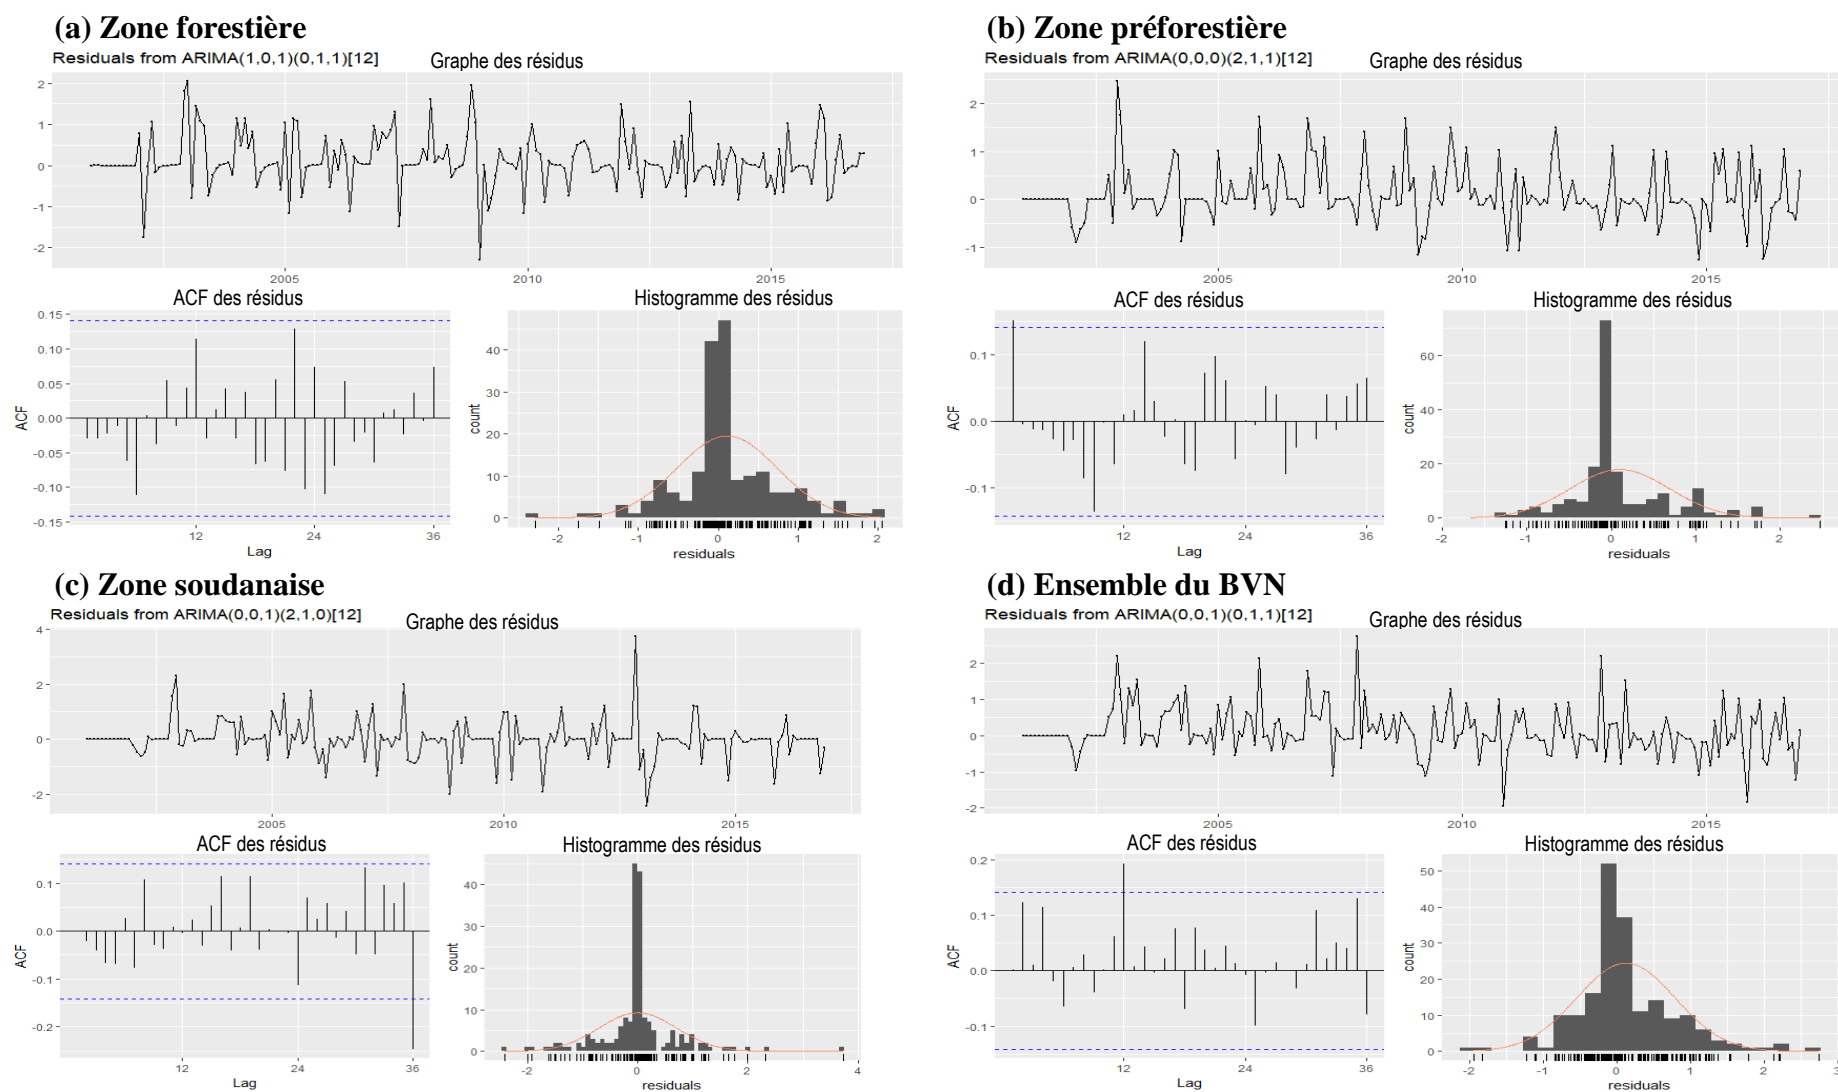 (a) Zone forestière
Residuals from ARIMA(1,0,1)(0,1,1)[12]
Graphe des résidus
2
1
0
-1
-2
2005
2010
2015
ACF des résidus
0.15
0.10
0.05
0.00
-0.05
-0.10
-0.15
ACF
12
24
36
Lag
Histogramme des résidus
40
30
20
10
0
count
-2
-1
0
1
2
residuals
(b) Zone préforestière
Residuals from ARIMA(0,0,0)(2,1,1)[12]
Graphe des résidus
2
1
0
-1
2005
2010
2015
ACF des résidus
0.1
0.0
-0.1
ACF
12
24
36
Lag
Histogramme des résidus
60
40
20
0
count
-2
-1
0
1
2
residuals
(c) Zone soudanaise
Residuals from ARIMA(0,0,1)(2,1,0)[12]
Graphe des résidus
4
2
0
-2
2005
2010
2015
ACF des résidus
0.1
0.0
-0.1
-0.2
ACF
12
24
36
Lag
Histogramme des résidus
40
30
20
10
0
count
-2
0
2
4
residuals
(d) Ensemble du BVN
Residuals from ARIMA(0,0,1)(0,1,1)[12]
Graphe des résidus
2
1
0
-1
-2
2005
2010
2015
ACF des résidus
0.2
0.1
0.0
-0.1
ACF
12
24
36
Lag
Histogramme des résidus
50
40
30
20
10
0
count
-2
-1
0
1
2
3
residuals